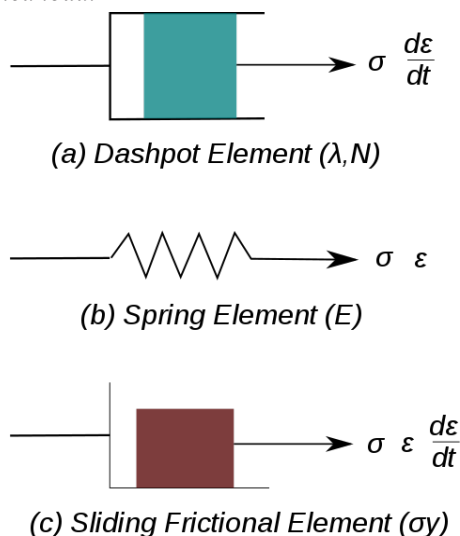 σ dε/dt
(a) Dashpot Element (λ,N)
σ ε
(b) Spring Element (E)
σ ε dε/dt
(c) Sliding Frictional Element (σy)